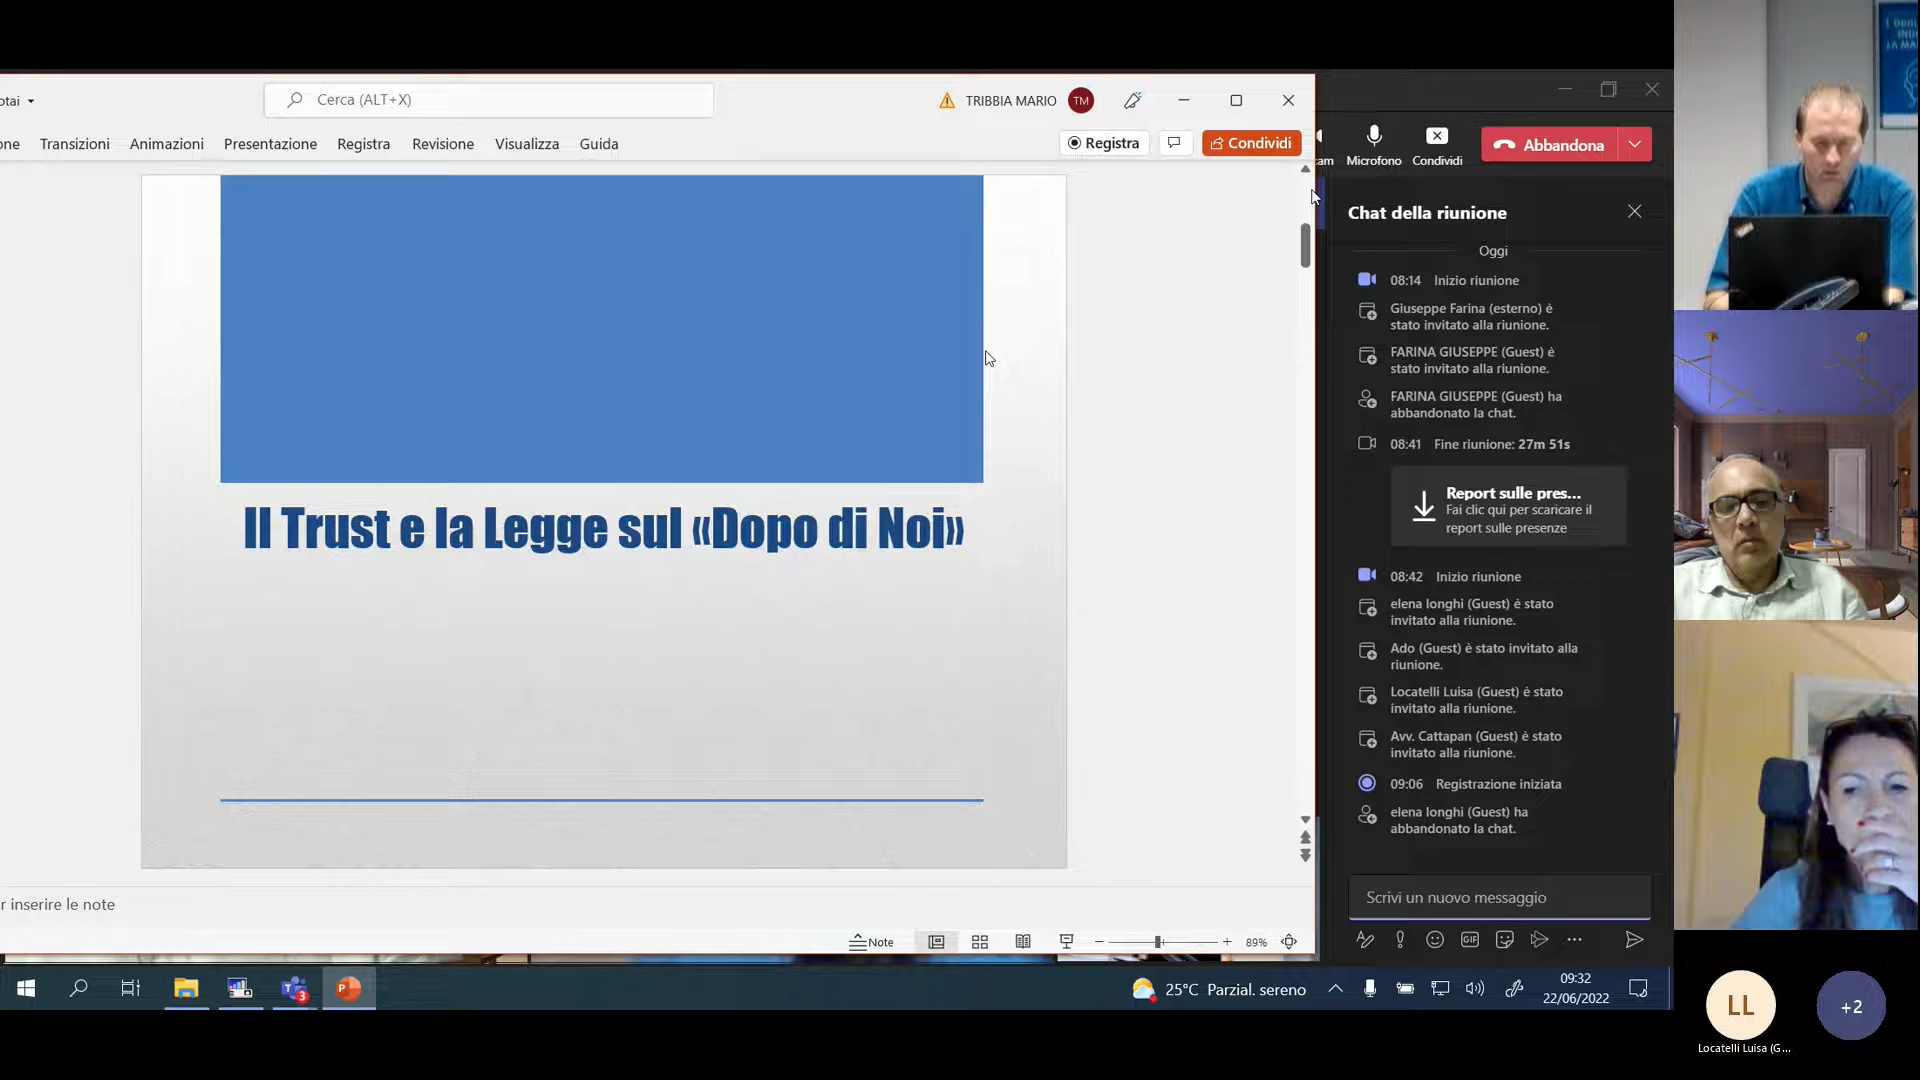 otai
Cerca (ALT+X)
TRIBBIA MARIO
TM
one Transizioni Animazioni Presentazione Registra Revisione Visualizza Guida
Registra
Condividi
Il Trust e la Legge sul «Dopo di Noi»
r inserire le note
Note
89%
am Microfono Condividi
Abbandona
Chat della riunione
Oggi
08:14 Inizio riunione
Giuseppe Farina (esterno) è
stato invitato alla riunione.
FARINA GIUSEPPE (Guest) è
stato invitato alla riunione.
FARINA GIUSEPPE (Guest) ha
abbandonato la chat.
08:41 Fine riunione: 27m 51s
Report sulle pres...
Fai clic qui per scaricare il
report sulle presenze
08:42 Inizio riunione
elena longhi (Guest) è stato
invitato alla riunione.
Ado (Guest) è stato invitato alla
riunione.
Locatelli Luisa (Guest) è stato
invitato alla riunione.
Avv. Cattapan (Guest) è stato
invitato alla riunione.
09:06 Registrazione iniziata
elena longhi (Guest) ha
abbandonato la chat.
Scrivi un nuovo messaggio
GIF
3
P
25°C Parzial. sereno
09:32
22/06/2022
LL
+2
Locatelli Luisa (G...